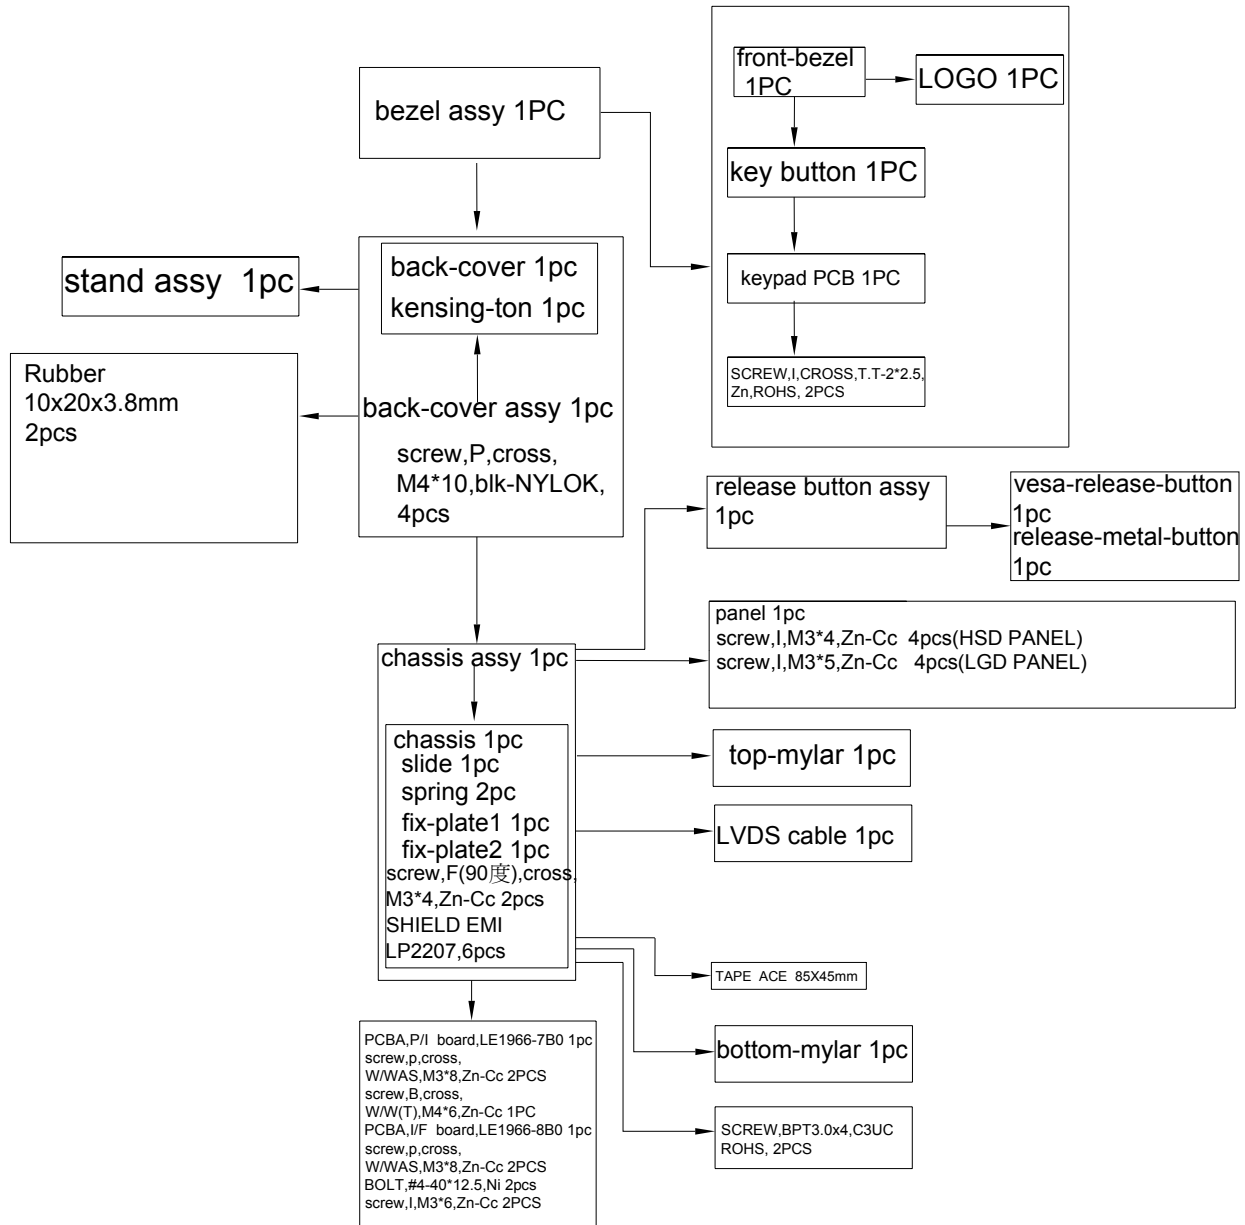 front-bezel
1PC
LOGO 1PC
bezel assy 1PC
key button 1PC
keypad PCB 1PC
SCREW,I,CROSS,T.T-2*2.5,
Zn,ROHS, 2PCS
back-cover 1pc
kensing-ton 1pc
stand assy 1pc
Rubber
10x20x3.8mm
2pcs
back-cover assy 1pc
screw,P,cross,
M4*10,blk-NYLOK,
4pcs
release button assy
1pc
vesa-release-button
1pc
release-metal-button
1pc
panel 1pc
screw,I,M3*4,Zn-Cc 4pcs(HSD PANEL)
screw,I,M3*5,Zn-Cc 4pcs(LGD PANEL)
chassis assy 1pc
chassis 1pc
slide 1pc
spring 2pc
fix-plate1 1pc
fix-plate2 1pc
screw,F(90度),cross,
M3*4,Zn-Cc 2pcs
SHIELD EMI
LP2207,6pcs
top-mylar 1pc
LVDS cable 1pc
TAPE ACE 85X45mm
bottom-mylar 1pc
SCREW,BPT3.0x4,C3UC
ROHS, 2PCS
PCBA,P/I board,LE1966-7B0 1pc
screw,p,cross,
W/WAS,M3*8,Zn-Cc 2PCS
screw,B,cross,
W/W(T),M4*6,Zn-Cc 1PC
PCBA,I/F board,LE1966-8B0 1pc
screw,p,cross,
W/WAS,M3*8,Zn-Cc 2PCS
BOLT,#4-40*12.5,Ni 2pcs
screw,I,M3*6,Zn-Cc 2PCS